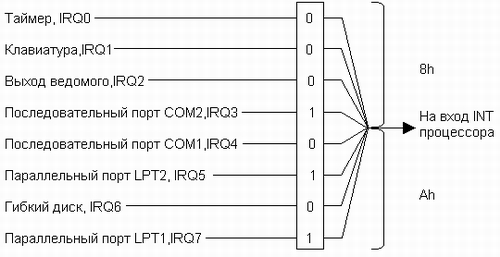 Таймер, IRQ0 0
Клавиатура,IRQ1 0
Выход ведомого,IRQ2 0
8h
Последовательный порт COM2,IRQ3 1
На вход INT
процессора
Последовательный порт COM1,IRQ4 0
Параллельный порт LPT2, IRQ5 1
Ah
Гибкий диск, IRQ6 0
Параллельный порт LPT1,IRQ7 1